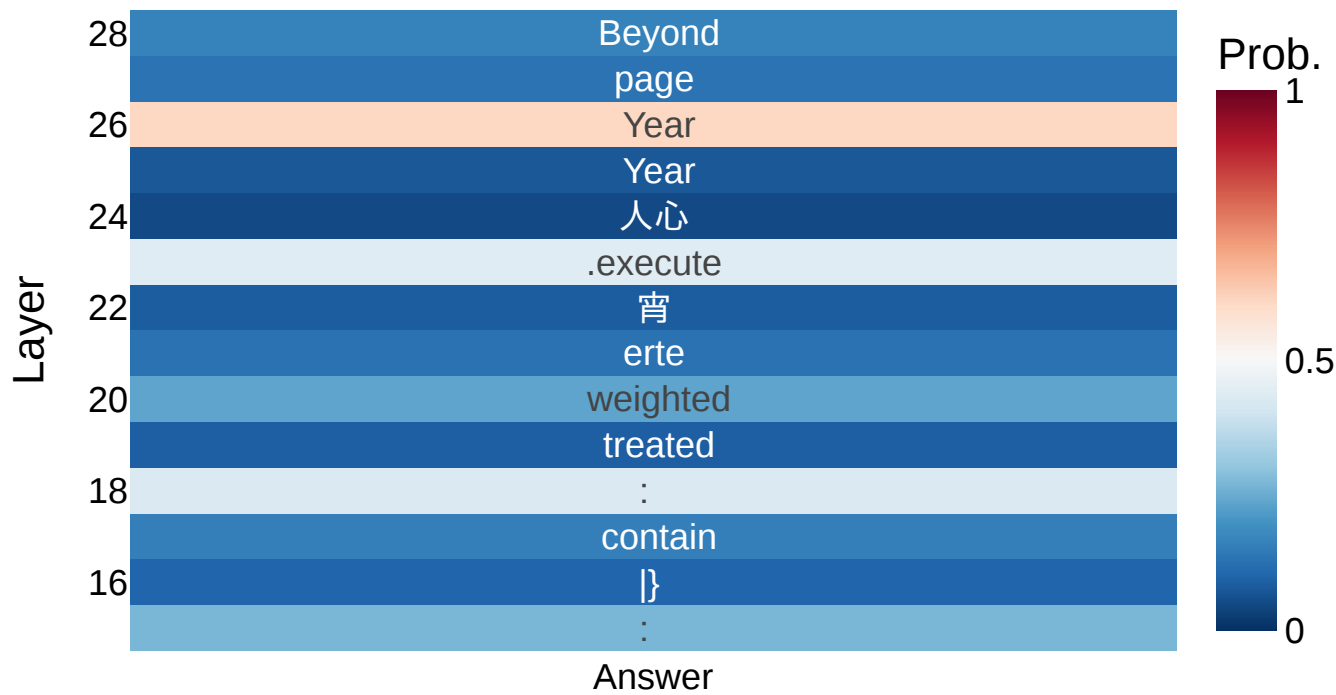 28 Beyond
page
26 Year
Year
24 人心
.execute
22 宵
erte
20 weighted
treated
18 :
contain
16 |}
:
Layer
Answer
Prob.
1
0.5
0